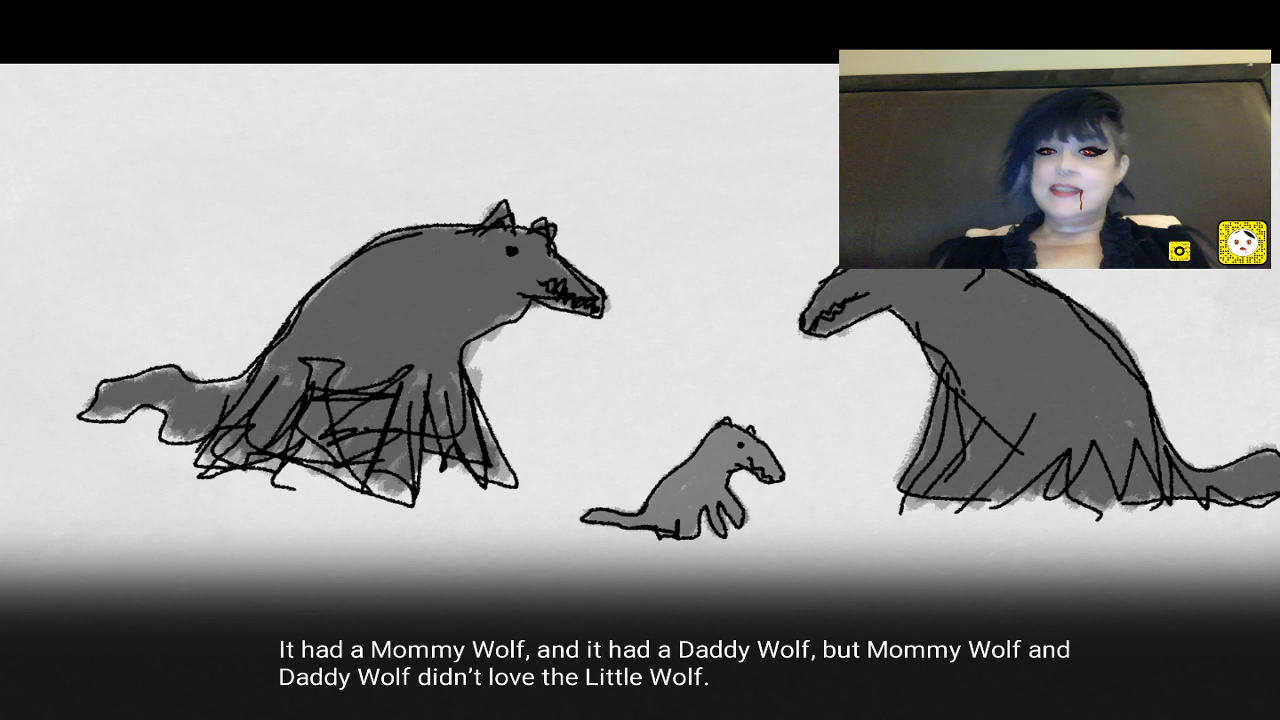 It had a Mommy Wolf, and it had a Daddy Wolf, but Mommy Wolf and
Daddy Wolf didn’t love the Little Wolf.